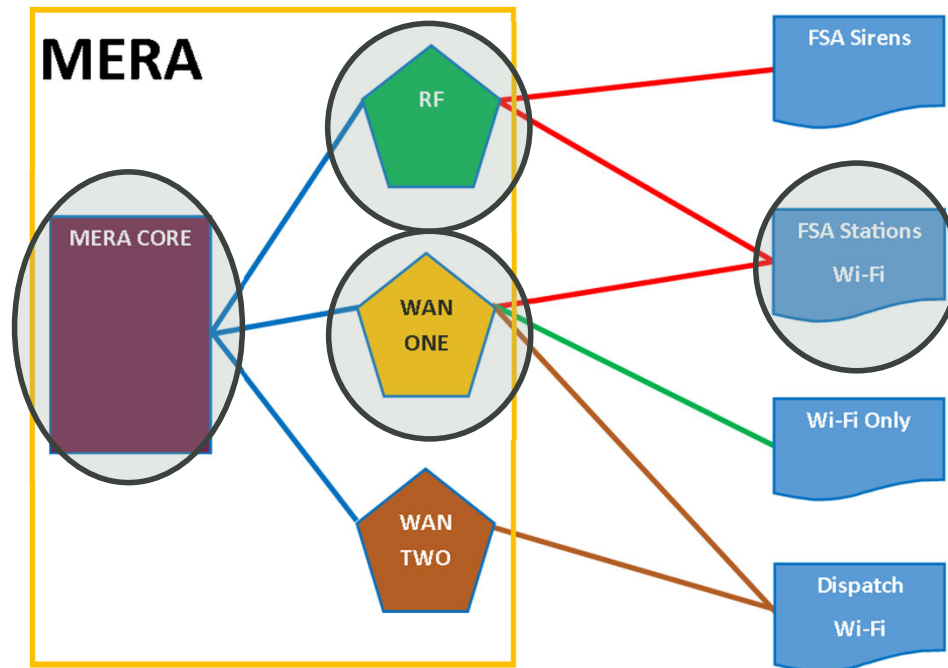 MERA
MERA CORE
RF
WAN
ONE
WAN
TWO
FSA Sirens
FSA Stations
Wi-Fi
Wi-Fi Only
Dispatch
Wi-Fi